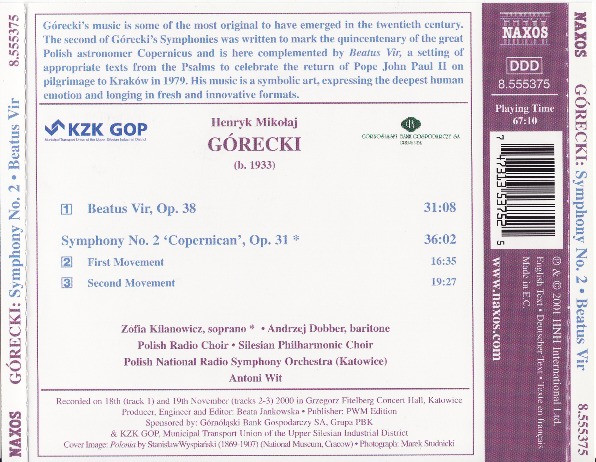 Górecki's music is some of the most original to have emerged in the twentieth century.
The second of Górecki's Symphonies was written to mark the quincentenary of the great
Polish astronomer Copernicus and is here complemented by Beatus Vir, a setting of
appropriate texts from the Psalms to celebrate the return of Pope John Paul II on
pilgrimage to Kraków in 1979. His music is a symbolic art, expressing the deepest human
emotion and longing in fresh and innovative formats.
KZK GOP
Henryk Mikołaj
GÓRECKI
(b. 1933)
GÓRNOŚLĄSKI BANK GOSPODARCZY SA
1 Beatus Vir, Op. 38 31:08
Symphony No. 2 ‘Copernican’, Op. 31 * 36:02
2 First Movement 16:35
3 Second Movement 19:27
Zofia Kilanowicz, soprano * • Andrzej Dobber, baritone
Polish Radio Choir • Silesian Philharmonic Choir
Polish National Radio Symphony Orchestra (Katowice)
Antoni Wit
Recorded on 18th (track 1) and 19th November (tracks 2-3) 2000 in Grzegorz Fitelberg Concert Hall, Katowice
Producer, Engineer and Editor: Beata Jankowska • Publisher: PWM Edition
Sponsored by: Górnśląski Bank Gospodarczy SA, Grupa PBK
& KZK GOP, Municipal Transport Union of the Upper Silesian Industrial District
Cover Image: Polonia by Stanisław Wyspiański (1869-1907) (National Museum, Cracow) • Photograph: Marek Studnicki
NAXOS
DDD
8.555375
Playing Time
67:10
7 47313 53752 5
℗ & © 2001 HNH International Ltd.
English Text • Deutscher Text • Texte en français
Made in E.C.
www.naxos.com
NAXOS GÓRECKI: Symphony No. 2 • Beatus Vir 8.555375
NAXOS GÓRECKI: Symphony No. 2 • Beatus Vir 8.555375